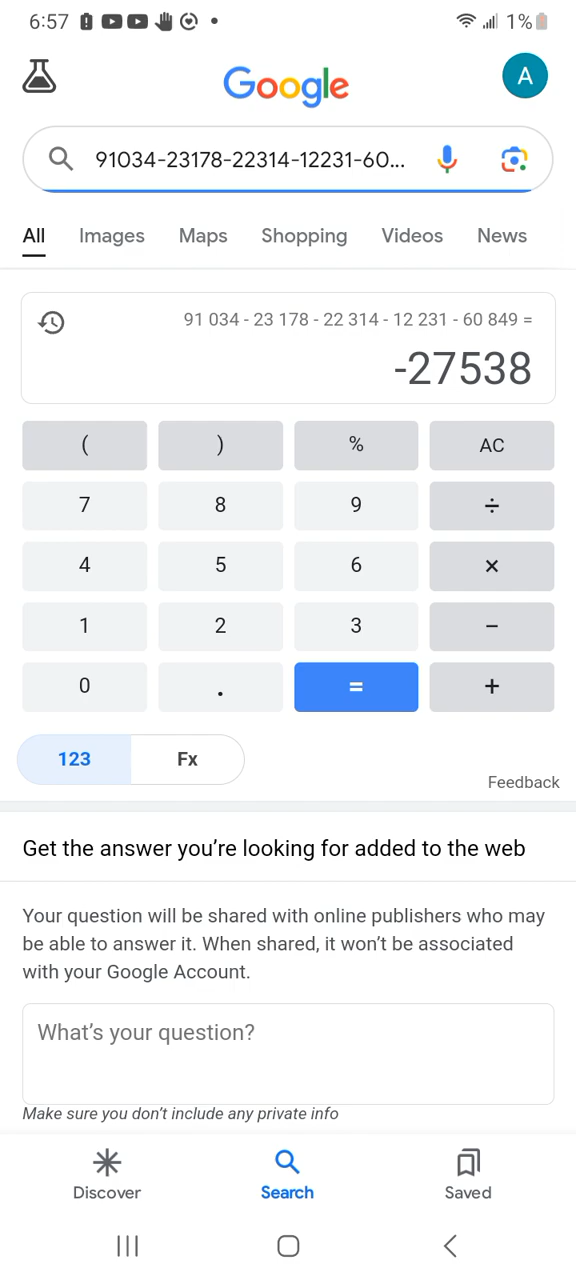 6:57 1%
Google A
91034-23178-22314-12231-60...
All Images Maps Shopping Videos News
91 034 - 23 178 - 22 314 - 12 231 - 60 849 =
-27538
( ) % AC
7 8 9 ÷
4 5 6 ×
1 2 3 −
0 . = +
123 Fx
Feedback
Get the answer you’re looking for added to the web
Your question will be shared with online publishers who may
be able to answer it. When shared, it won’t be associated
with your Google Account.
What’s your question?
Make sure you don’t include any private info
Discover Search Saved